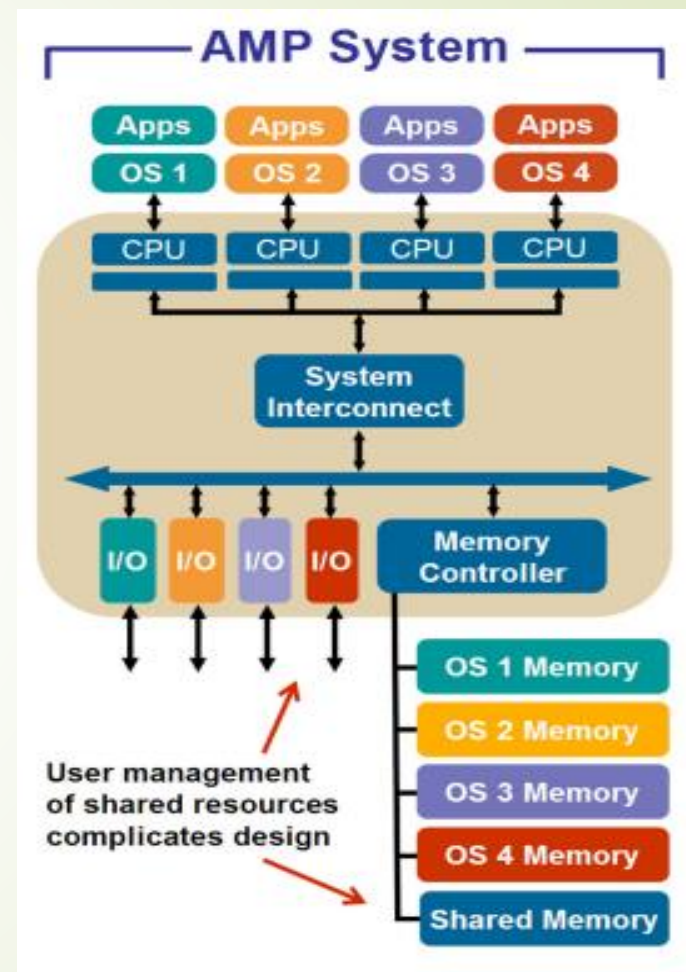 AMP System
Apps Apps Apps Apps
OS 1 OS 2 OS 3 OS 4
CPU CPU CPU CPU
System
Interconnect
I/O I/O I/O I/O
Memory
Controller
OS 1 Memory
OS 2 Memory
OS 3 Memory
OS 4 Memory
Shared Memory
User management
of shared resources
complicates design